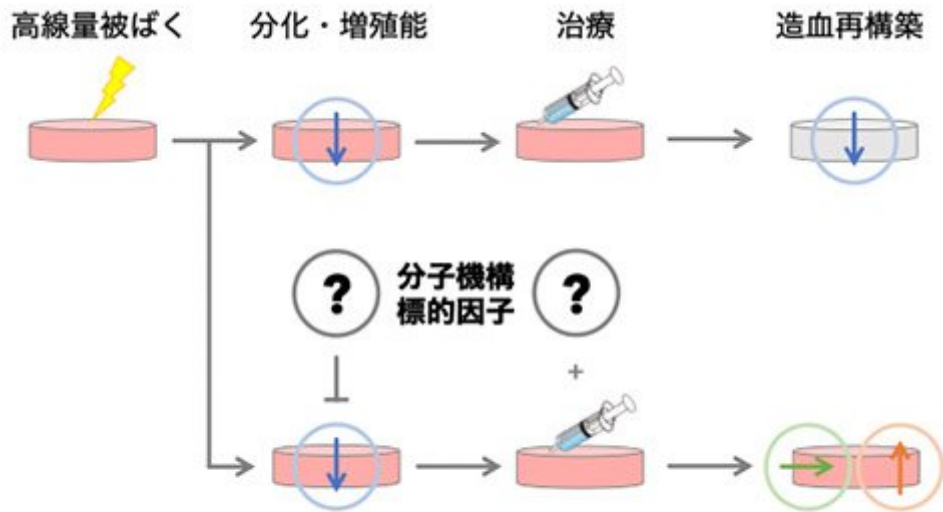 高線量被ばく
分化・増殖能
治療
造血再構築
?
分子機構
標的因子
?
+